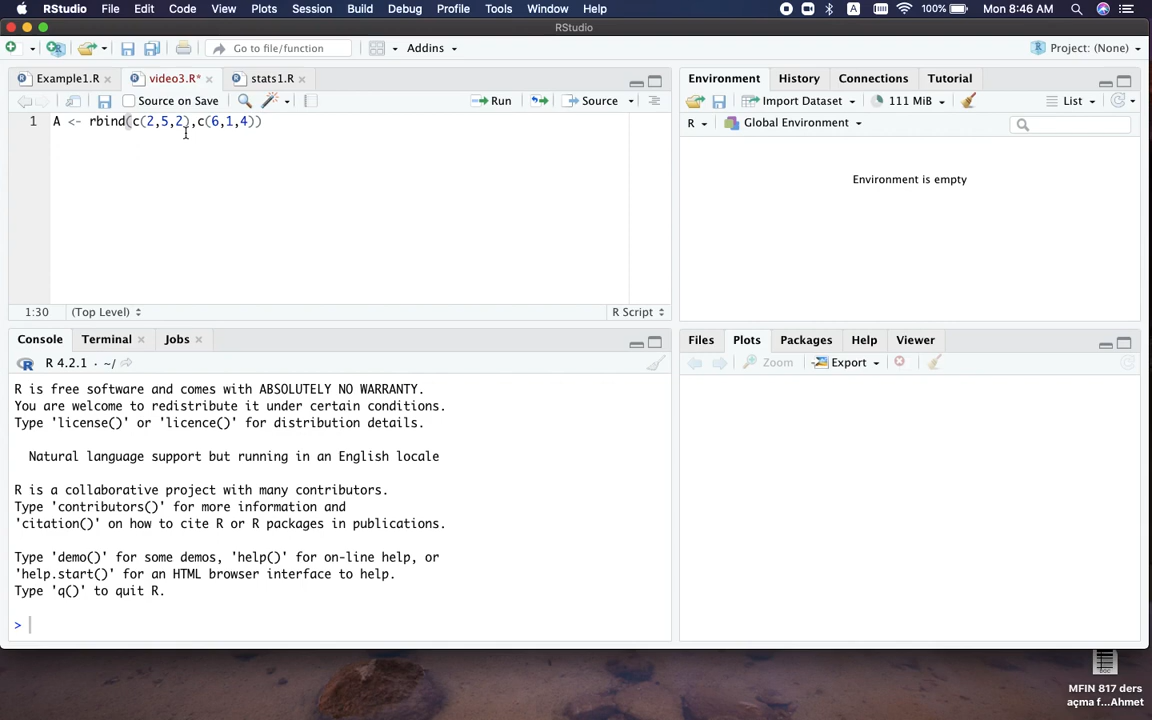 RStudio File Edit Code View Plots Session Build Debug Profile Tools Window Help A 100% Mon 8:46 AM
RStudio
Go to file/function Addins Project: (None)
Example1.R video3.R* stats1.R
Source on Save Run Source
1 A <- rbind(c(2,5,2),c(6,1,4))
1:30 (Top Level) R Script
Environment History Connections Tutorial
Import Dataset 111 MiB List
R Global Environment
Environment is empty
Console Terminal Jobs
R 4.2.1 · ~/
R is free software and comes with ABSOLUTELY NO WARRANTY.
You are welcome to redistribute it under certain conditions.
Type 'license()' or 'licence()' for distribution details.
Natural language support but running in an English locale
R is a collaborative project with many contributors.
Type 'contributors()' for more information and
'citation()' on how to cite R or R packages in publications.
Type 'demo()' for some demos, 'help()' for on-line help, or
'help.start()' for an HTML browser interface to help.
Type 'q()' to quit R.
>
Files Plots Packages Help Viewer
Zoom Export
MFIN 817 ders
açma f...Ahmet